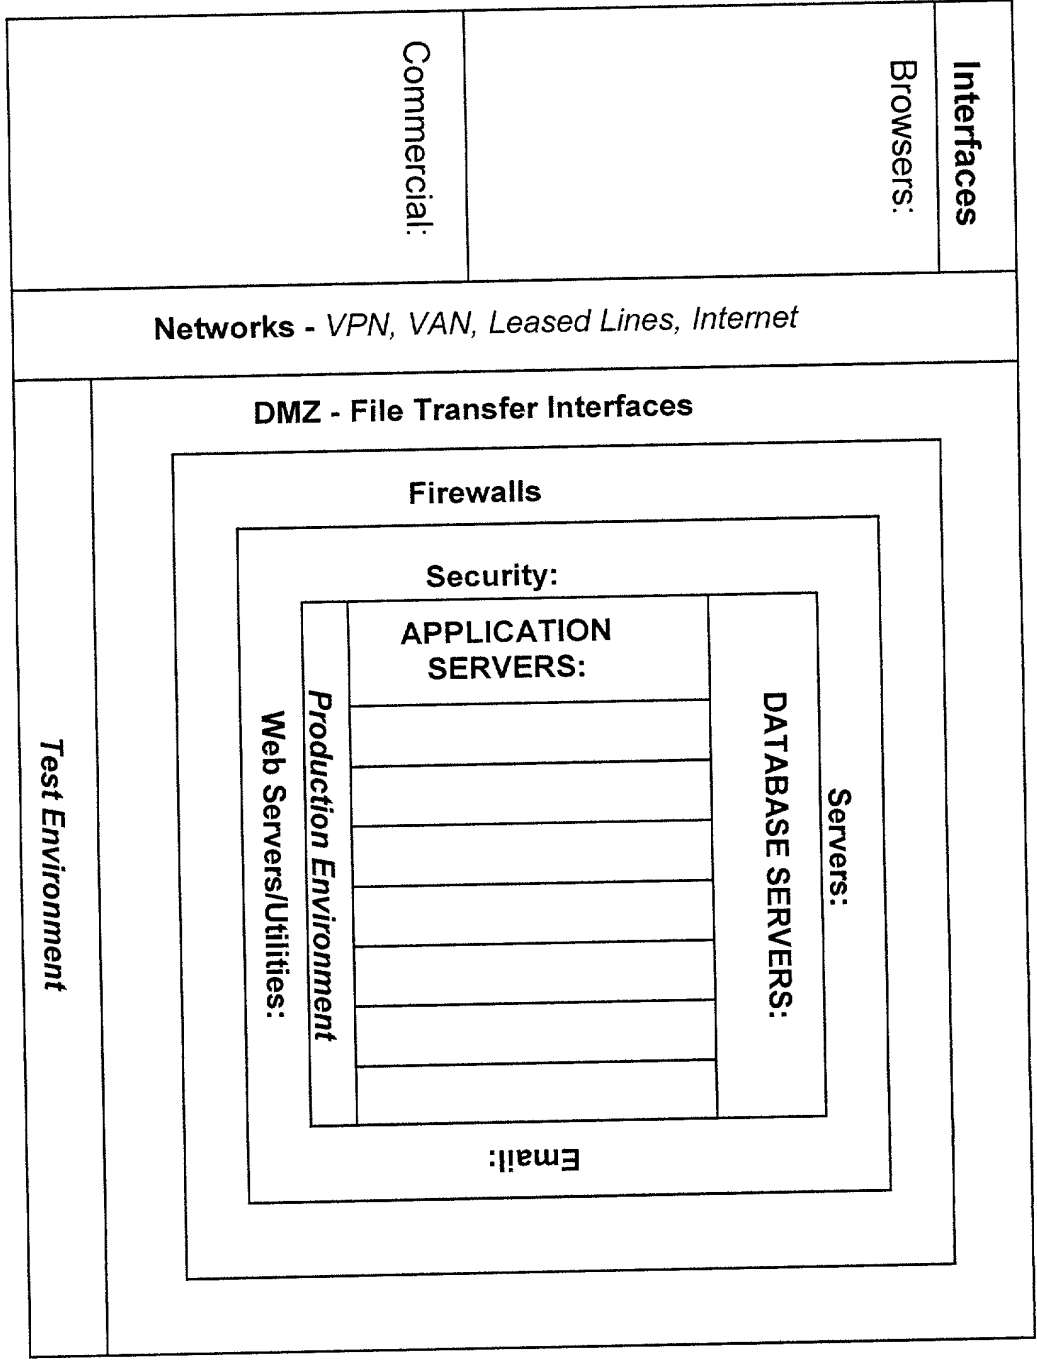 Interfaces
Browsers:
Commercial:
Networks - VPN, VAN, Leased Lines, Internet
DMZ - File Transfer Interfaces
Firewalls
Security:
APPLICATION
SERVERS:
DATABASE SERVERS:
Servers:
Production Environment
Web Servers/Utilities:
Test Environment
Email: